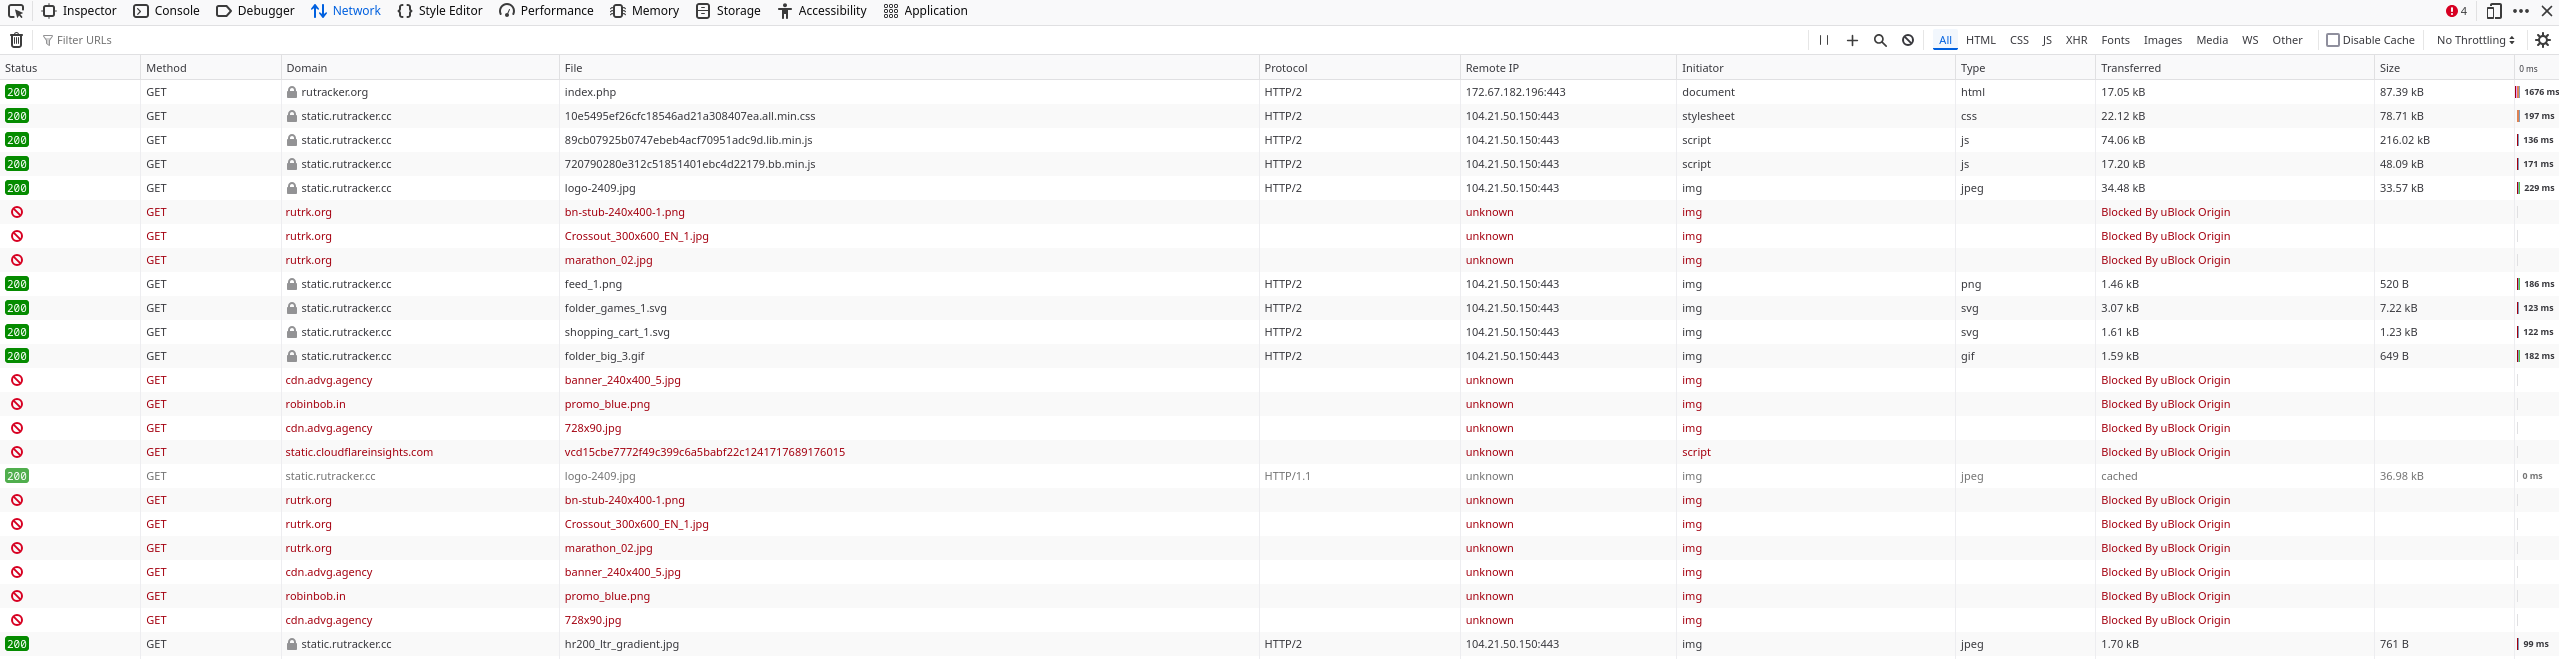 Inspector Console Debugger Network Style Editor Performance Memory Storage Accessibility Application 4
Filter URLs All HTML CSS JS XHR Fonts Images Media WS Other Disable Cache No Throttling
Status Method Domain File Protocol Remote IP Initiator Type Transferred Size 0 ms
200 GET rutracker.org index.php HTTP/2 172.67.182.196:443 document html 17.05 kB 87.39 kB 1676 ms
200 GET static.rutracker.cc 10e5495ef26cfc18546ad21a308407ea.all.min.css HTTP/2 104.21.50.150:443 stylesheet css 22.12 kB 78.71 kB 197 ms
200 GET static.rutracker.cc 89cb07925b0747ebeb4acf70951adc9d.lib.min.js HTTP/2 104.21.50.150:443 script js 74.06 kB 216.02 kB 136 ms
200 GET static.rutracker.cc 720790280e312c51851401ebc4d22179.bb.min.js HTTP/2 104.21.50.150:443 script js 17.20 kB 48.09 kB 171 ms
200 GET static.rutracker.cc logo-2409.jpg HTTP/2 104.21.50.150:443 img jpeg 34.48 kB 33.57 kB 229 ms
GET rutrk.org bn-stub-240x400-1.png unknown img Blocked By uBlock Origin
GET rutrk.org Crossout_300x600_EN_1.jpg unknown img Blocked By uBlock Origin
GET rutrk.org marathon_02.jpg unknown img Blocked By uBlock Origin
200 GET static.rutracker.cc feed_1.png HTTP/2 104.21.50.150:443 img png 1.46 kB 520 B 186 ms
200 GET static.rutracker.cc folder_games_1.svg HTTP/2 104.21.50.150:443 img svg 3.07 kB 7.22 kB 123 ms
200 GET static.rutracker.cc shopping_cart_1.svg HTTP/2 104.21.50.150:443 img svg 1.61 kB 1.23 kB 122 ms
200 GET static.rutracker.cc folder_big_3.gif HTTP/2 104.21.50.150:443 img gif 1.59 kB 649 B 182 ms
GET cdn.advg.agency banner_240x400_5.jpg unknown img Blocked By uBlock Origin
GET robinbob.in promo_blue.png unknown img Blocked By uBlock Origin
GET cdn.advg.agency 728x90.jpg unknown img Blocked By uBlock Origin
GET static.cloudflareinsights.com vcd15cbe7772f49c399c6a5babf22c1241717689176015 unknown script Blocked By uBlock Origin
200 GET static.rutracker.cc logo-2409.jpg HTTP/1.1 unknown img jpeg cached 36.98 kB 0 ms
GET rutrk.org bn-stub-240x400-1.png unknown img Blocked By uBlock Origin
GET rutrk.org Crossout_300x600_EN_1.jpg unknown img Blocked By uBlock Origin
GET rutrk.org marathon_02.jpg unknown img Blocked By uBlock Origin
GET cdn.advg.agency banner_240x400_5.jpg unknown img Blocked By uBlock Origin
GET robinbob.in promo_blue.png unknown img Blocked By uBlock Origin
GET cdn.advg.agency 728x90.jpg unknown img Blocked By uBlock Origin
200 GET static.rutracker.cc hr200_ltr_gradient.jpg HTTP/2 104.21.50.150:443 img jpeg 1.70 kB 761 B 99 ms